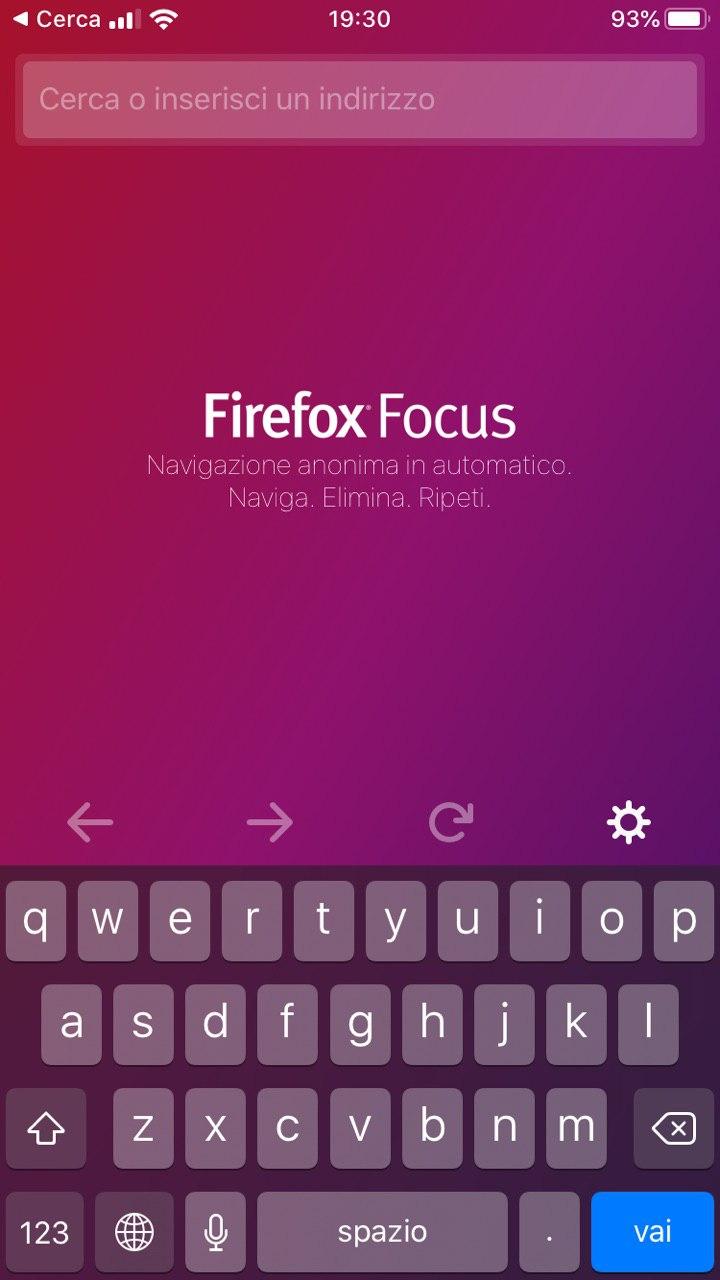 Cerca 19:30 93%
Cerca o inserisci un indirizzo
Firefox Focus
Navigazione anonima in automatico.
Naviga. Elimina. Ripeti.
q w e r t y u i o p
a s d f g h j k l
z x c v b n m
123 spazio . vai